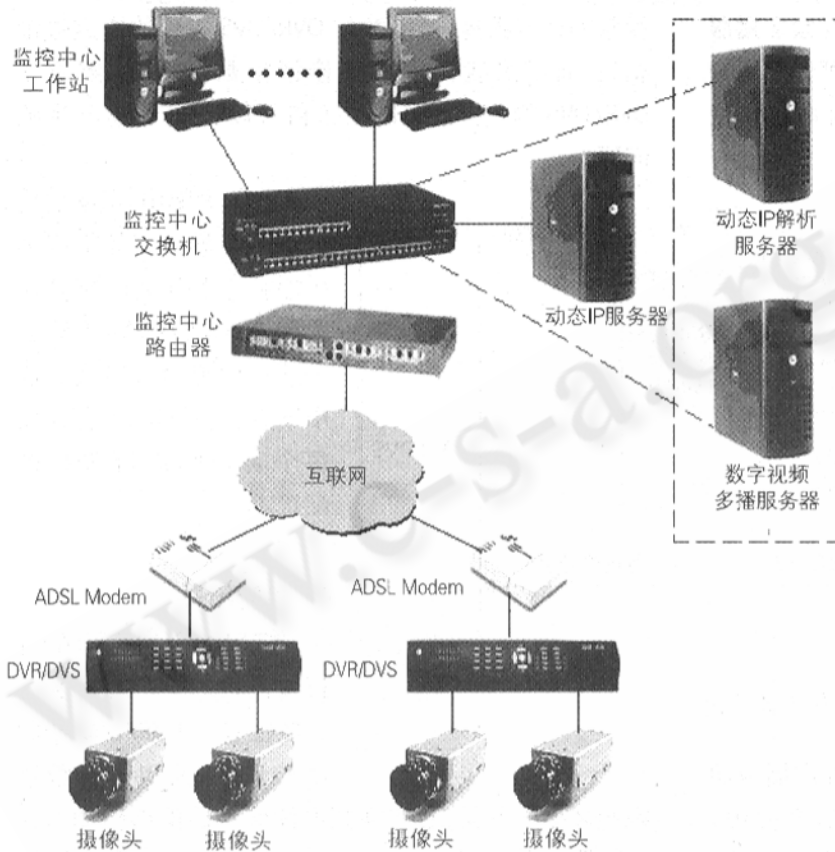 监控中心
工作站
监控中心
交换机
动态IP解析
服务器
动态IP服务器
监控中心
路由器
互联网
数字视频
多播服务器
ADSL Modem
ADSL Modem
DVR/DVS
DVR/DVS
摄像头
摄像头
摄像头
摄像头
www.c-s-a.org